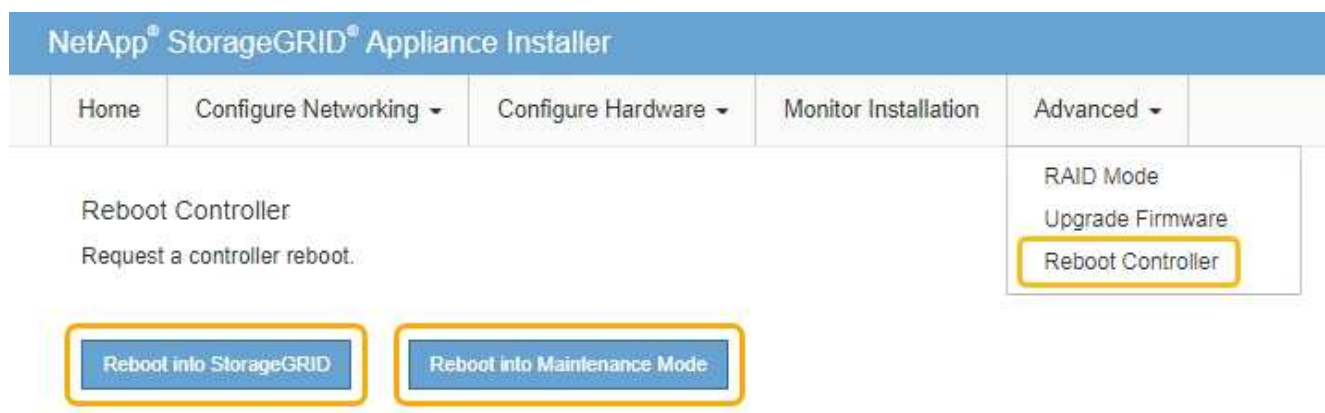 NetApp® StorageGRID® Appliance Installer
Home Configure Networking Configure Hardware Monitor Installation Advanced
RAID Mode
Upgrade Firmware
Reboot Controller
Reboot Controller
Request a controller reboot.
Reboot into StorageGRID Reboot into Maintenance Mode